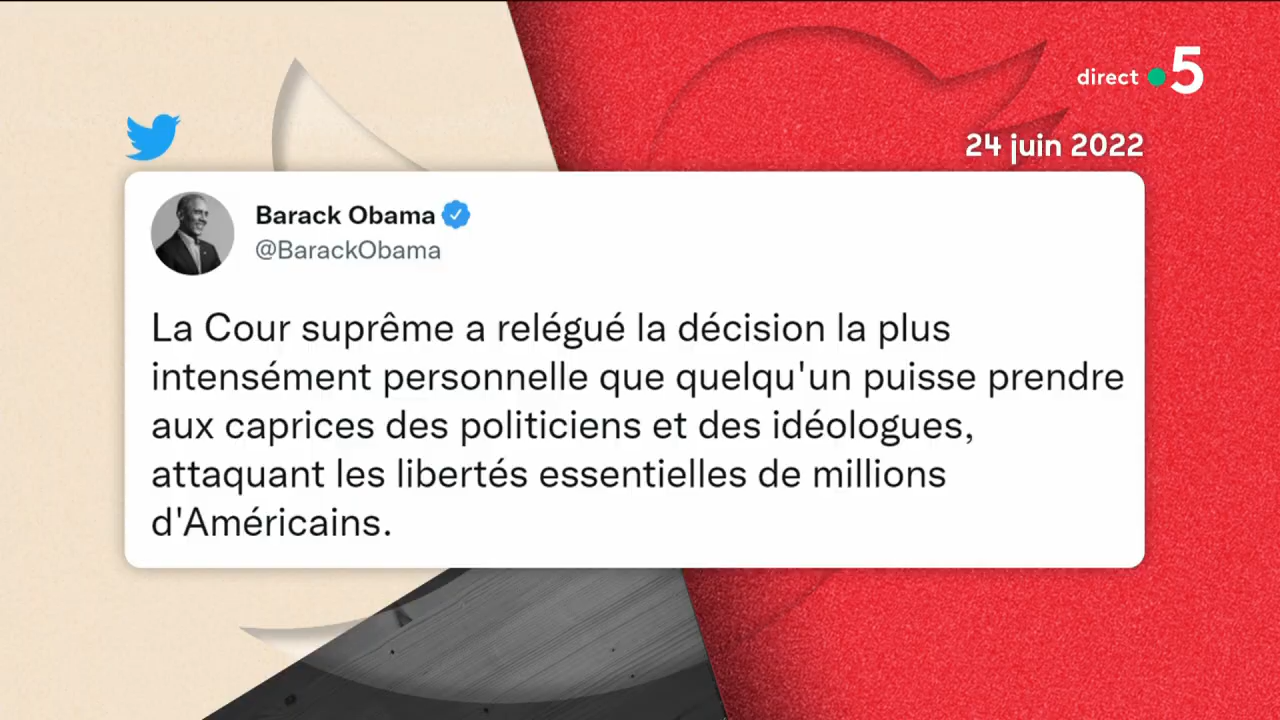 direct 5
24 juin 2022
Barack Obama
@BarackObama
La Cour suprême a relégué la décision la plus
intensément personnelle que quelqu'un puisse prendre
aux caprices des politiciens et des idéologues,
attaquant les libertés essentielles de millions
d'Américains.